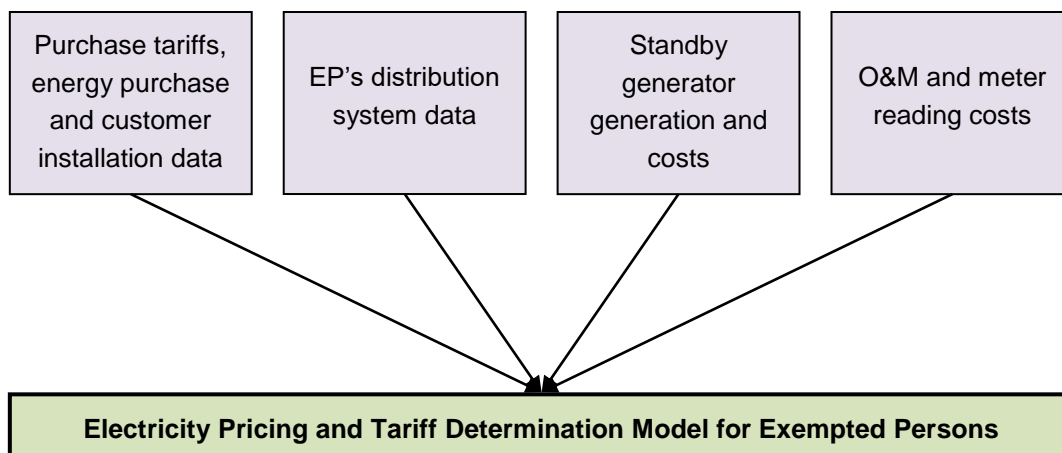 Purchase tariffs,
energy purchase
and customer
installation data
EP’s distribution
system data
Standby
generator
generation and
costs
O&M and meter
reading costs
Electricity Pricing and Tariff Determination Model for Exempted Persons